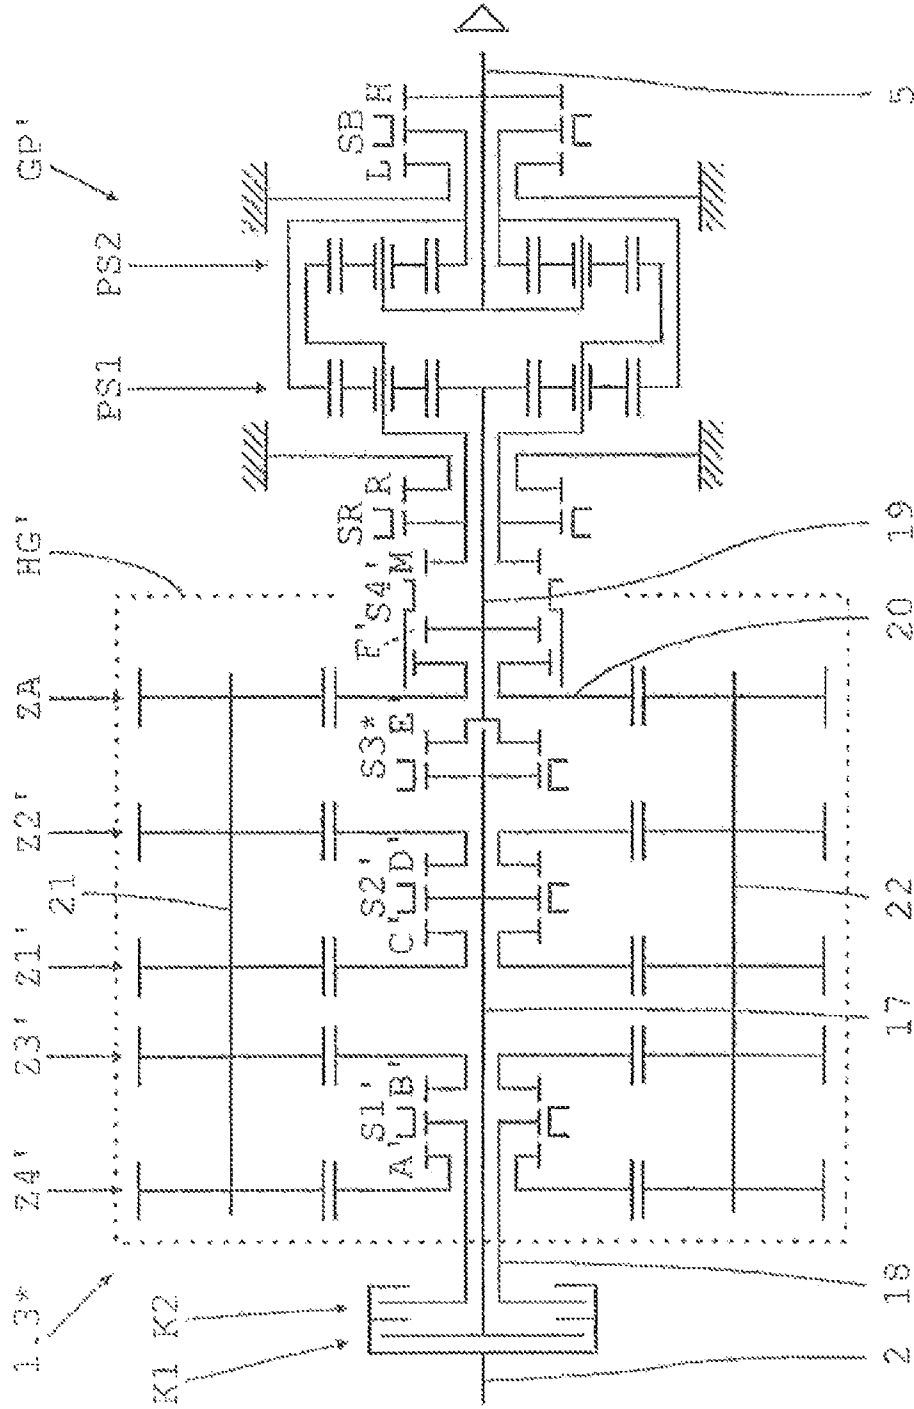 1.3*
Z4'
Z3'
Z1'
Z2'
ZA
HG'
PS1
PS2
GP'
21
K1
K2
A'
S1'
B'
C'
S2'
D'
S3*
E'
F'
S4'
M
SR
R
L
SB
H
2
18
17
22
20
19
5